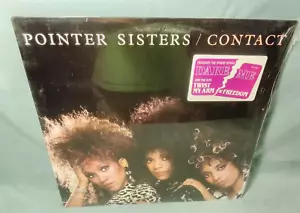 POINTER SISTERS / CONTACT
DARE ME
TWIST
MY ARM
FREEDOM